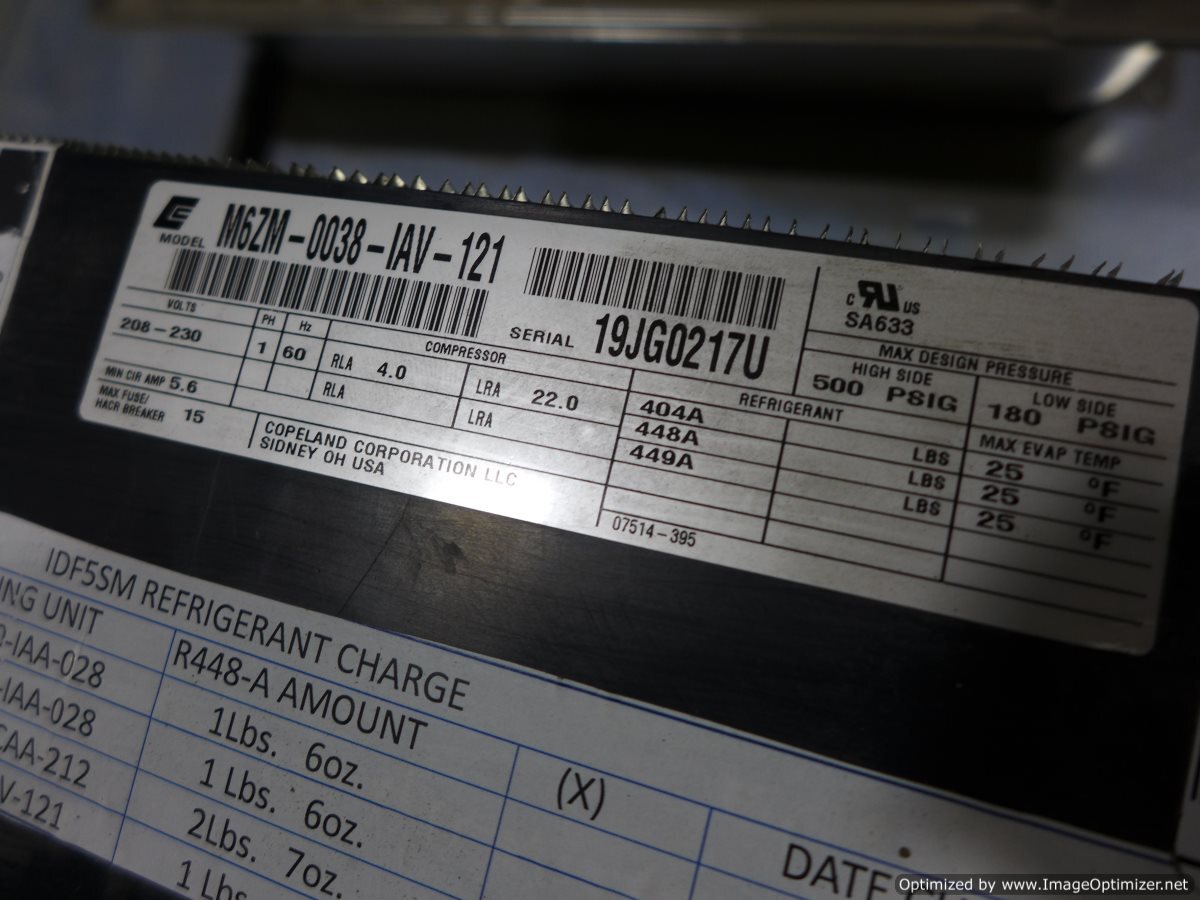 MODEL M6ZM-0038-IAV-121
SERIAL 19JG0217U
C UL US
SA633
VOLTS PH Hz COMPRESSOR
208-230 1 60 RLA 4.0 LRA 22.0
RLA LRA
MIN CIR AMP 5.6
MAX FUSE/
HACR BREAKER 15
COPELAND CORPORATION LLC
SIDNEY OH USA
REFRIGERANT
404A LBS
448A LBS
449A LBS
07514-395
MAX DESIGN PRESSURE
HIGH SIDE LOW SIDE
500 PSIG 180 PSIG
MAX EVAP TEMP
25 °F
25 °F
25 °F
IDF5SM REFRIGERANT CHARGE
ING UNIT R448-A AMOUNT (X)
-IAA-028 1Lbs. 6oz.
-IAA-028 1 Lbs. 6oz.
CAA-212 2Lbs. 7oz.
V-121 1 Lbs.
DATE
Optimized by www.ImageOptimizer.net